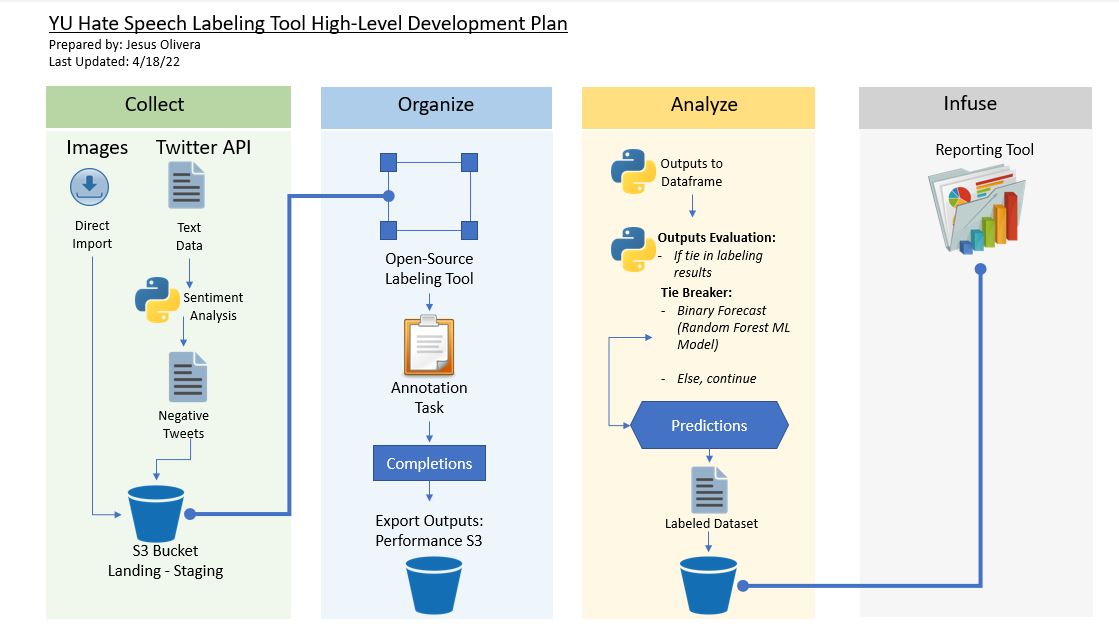 YU Hate Speech Labeling Tool High-Level Development Plan
Prepared by: Jesus Olivera
Last Updated: 4/18/22
Collect
Images
Twitter API
Direct
Import
Text
Data
Sentiment
Analysis
Negative
Tweets
S3 Bucket
Landing - Staging
Organize
Open-Source
Labeling Tool
Annotation
Task
Completions
Export Outputs:
Performance S3
Analyze
Outputs to
Dataframe
Outputs Evaluation:
- If tie in labeling
results
Tie Breaker:
- Binary Forecast
(Random Forest ML
Model)
- Else, continue
Predictions
Labeled Dataset
Infuse
Reporting Tool